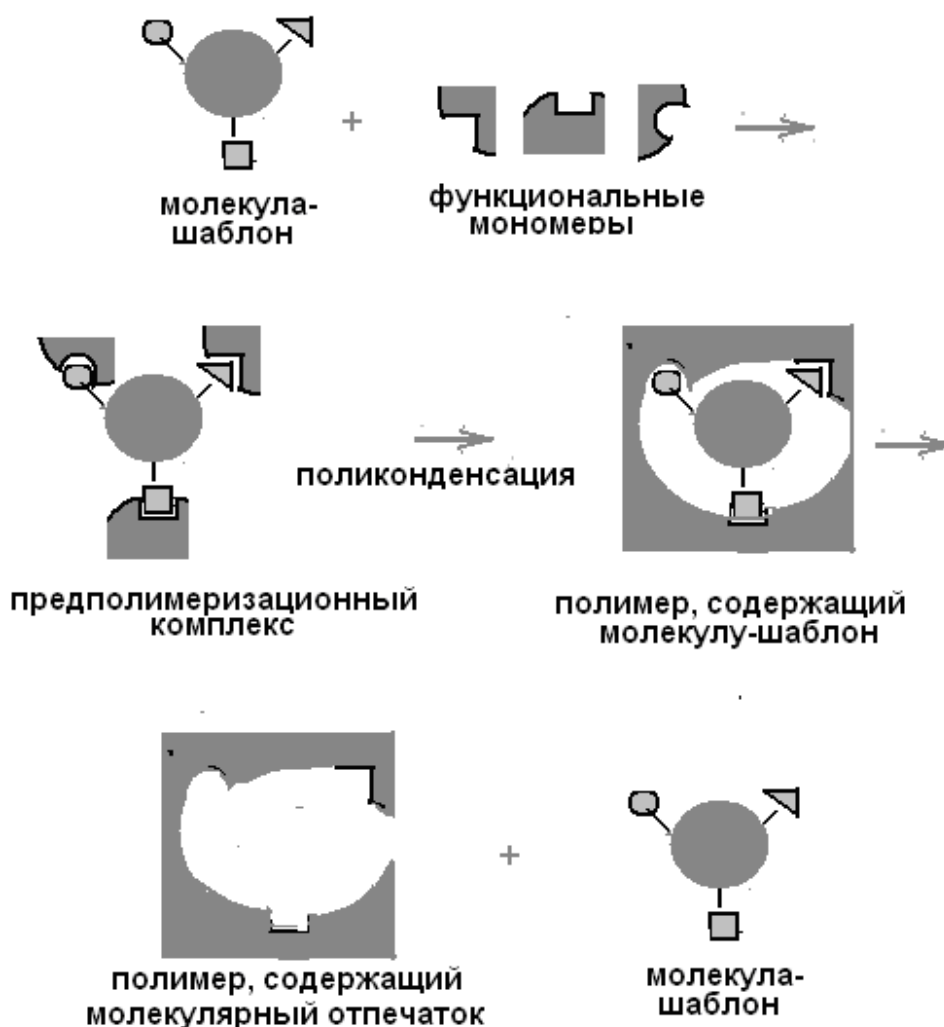 молекула-
шаблон
+
функциональные
мономеры
поликонденсация
предполимеризационный
комплекс
полимер, содержащий
молекулу-шаблон
+
полимер, содержащий
молекулярный отпечаток
молекула-
шаблон